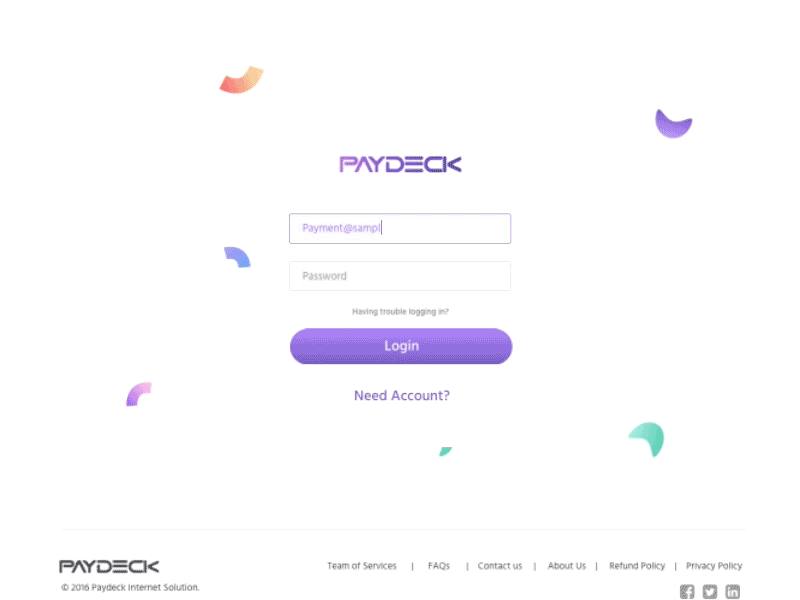 PAYDECK
Payment@sampl
Password
Having trouble logging in?
Login
Need Account?
PAYDECK
Team of Services | FAQs | Contact us | About Us | Refund Policy | Privacy Policy
© 2016 Paydeck Internet Solution.